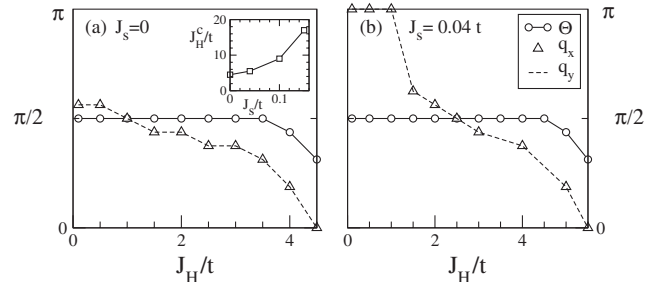 π
(a) J_s=0
J_H^c/t
20
10
0
0
0.1
J_s/t
π/2
0
0
2
4
J_H/t
(b) J_s= 0.04 t
Θ
q_x
q_y
π
π/2
0
0
2
4
J_H/t